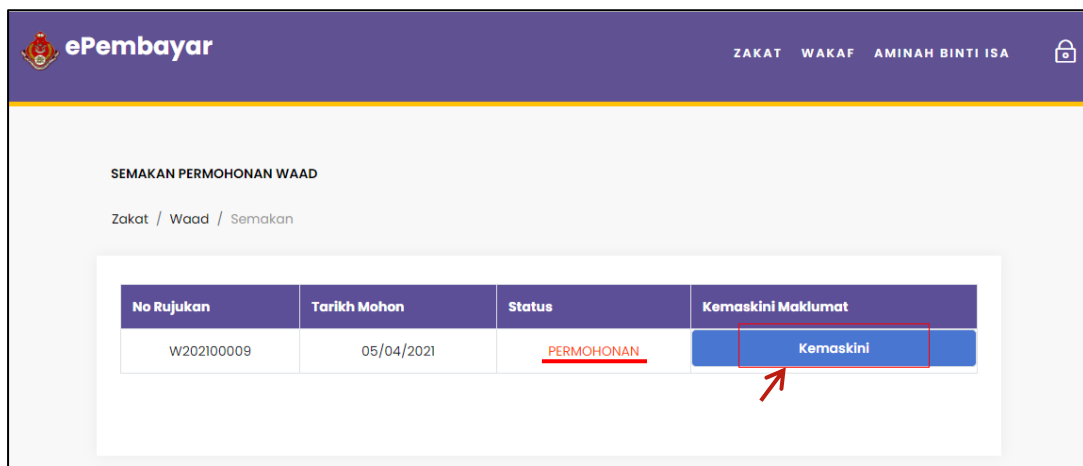 ePembayar
ZAKAT WAKAF AMINAH BINTI ISA
SEMAKAN PERMOHONAN WAAD
Zakat / Waad / Semakan
No Rujukan Tarikh Mohon Status Kemaskini Maklumat
W202100009 05/04/2021 PERMOHONAN Kemaskini